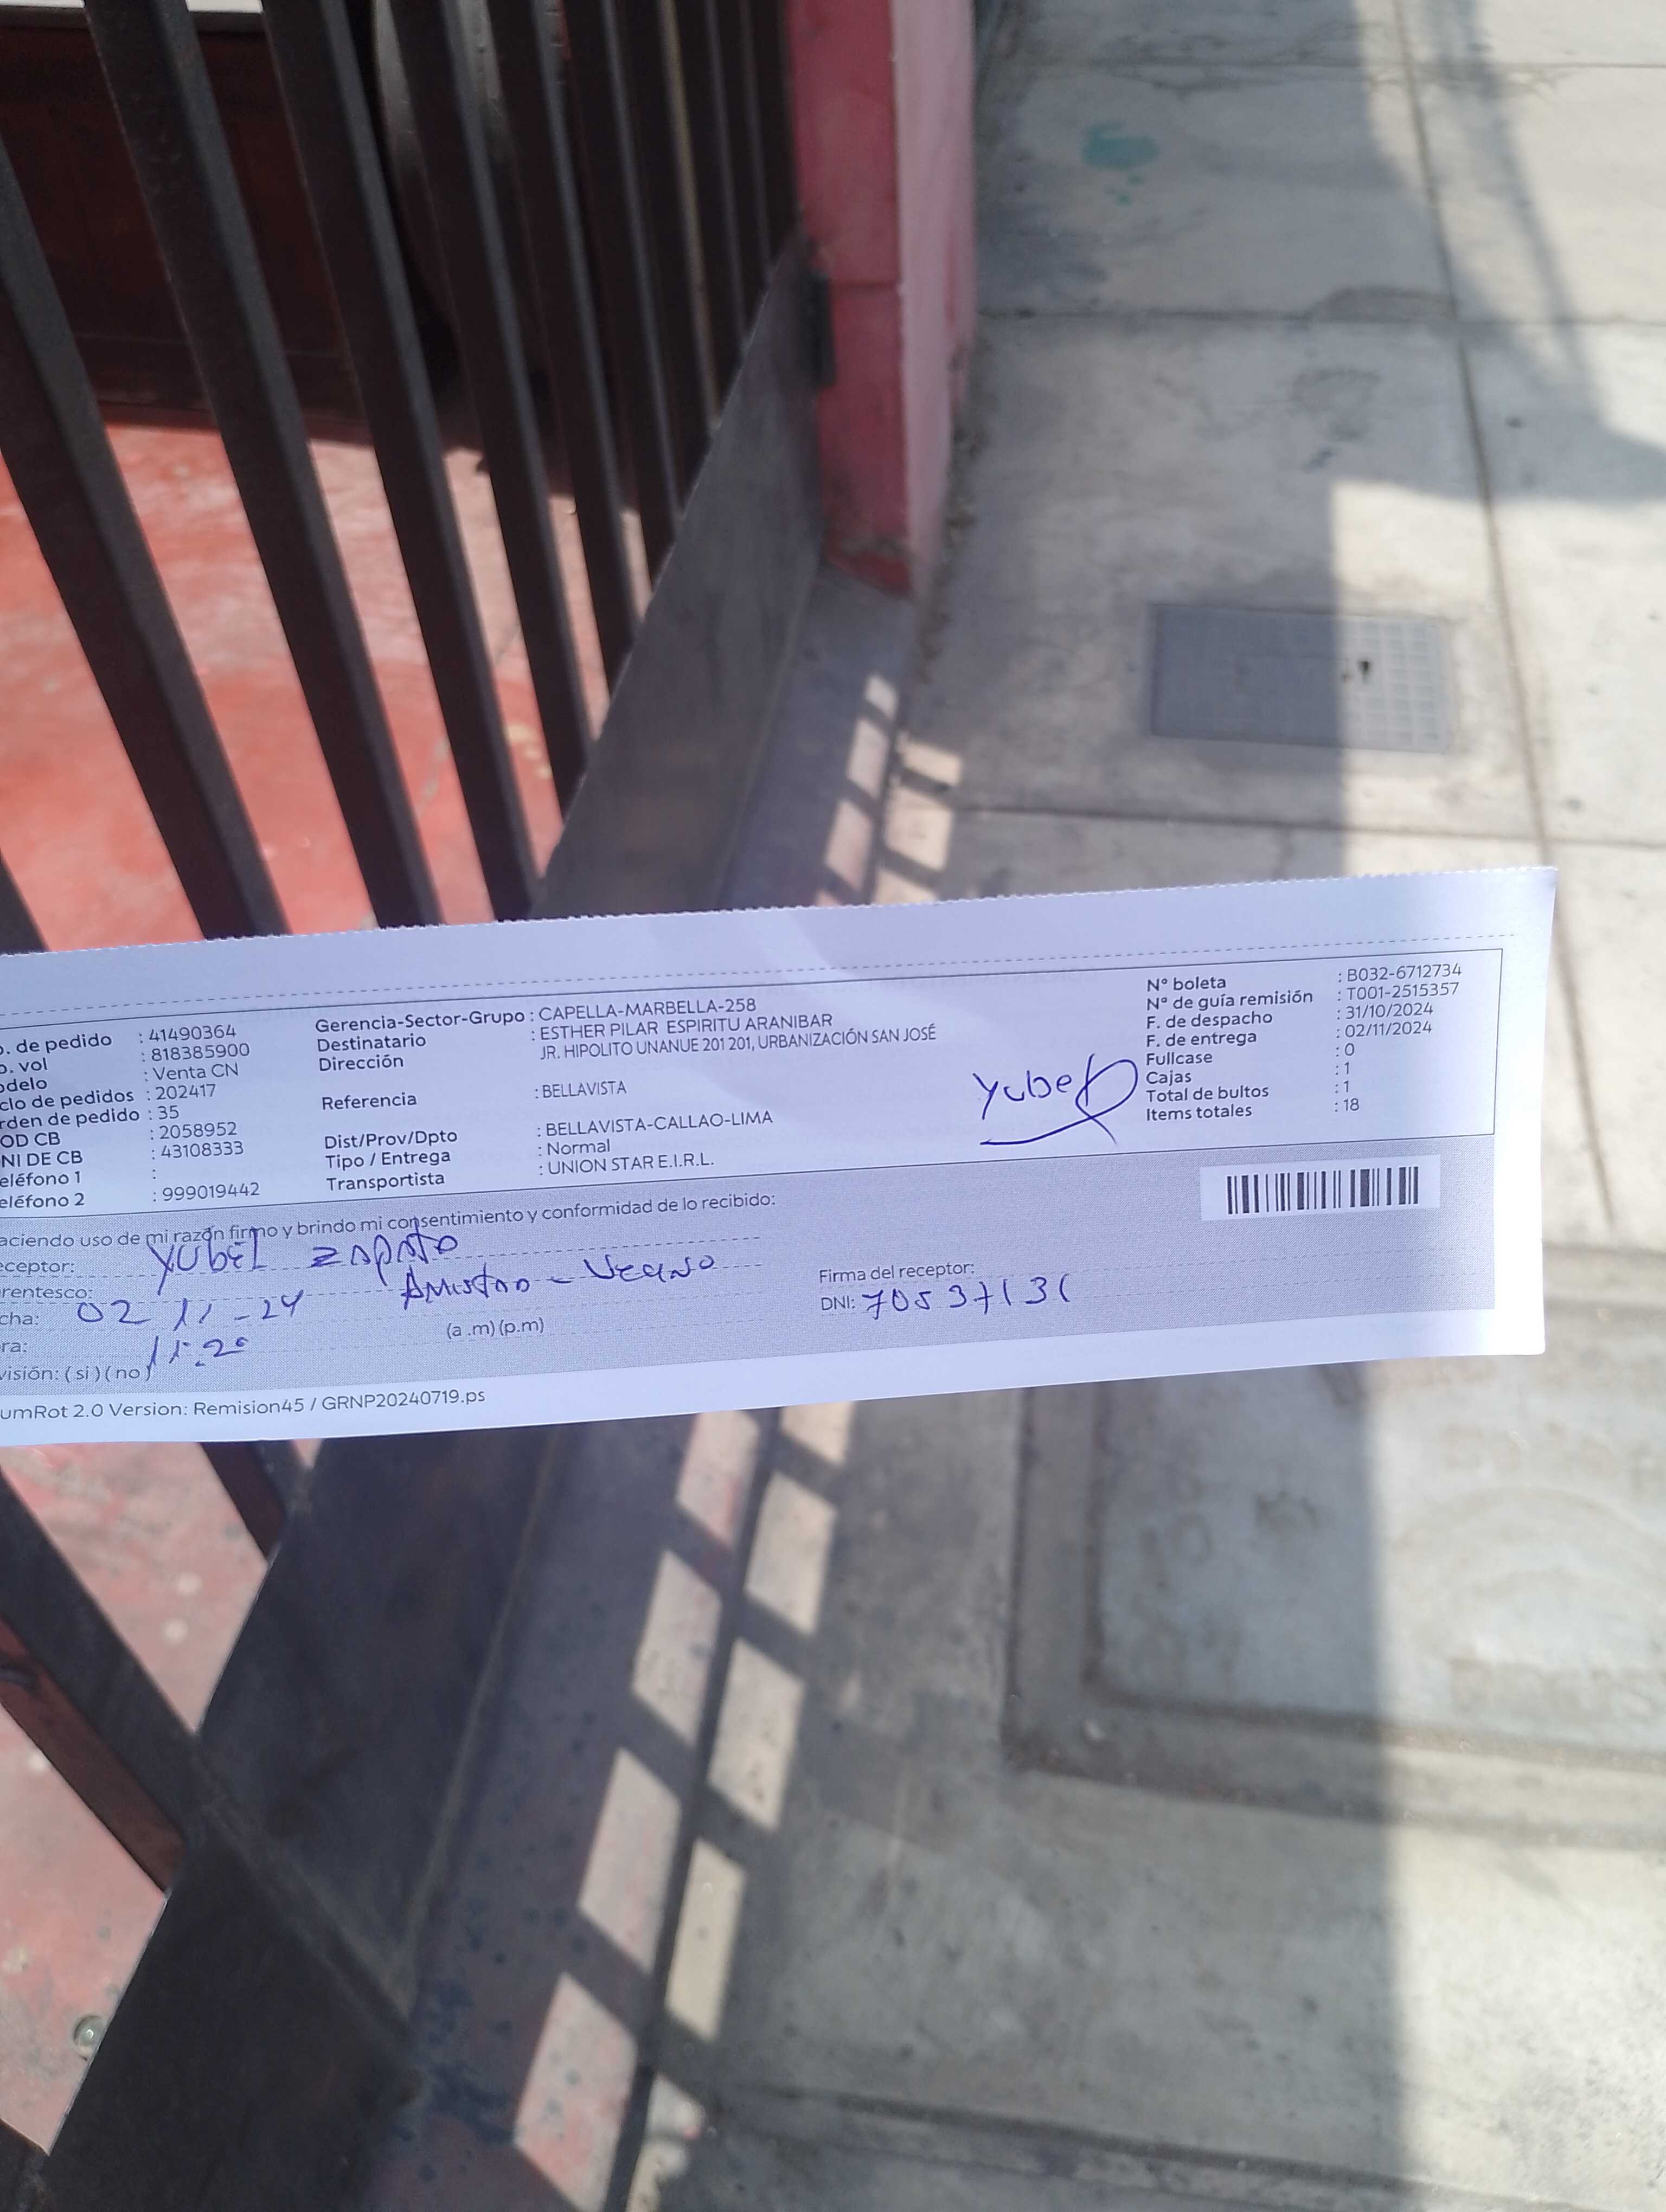 o. de pedido : 41490364
o. vol : 818385900
odelo : Venta CN
clo de pedidos : 202417
rden de pedido : 35
OD CB : 2058952
NI DE CB : 43108333
eléfono 1 :
eléfono 2 : 999019442
Gerencia-Sector-Grupo : CAPELLA-MARBELLA-258
Destinatario : ESTHER PILAR ESPIRITU ARANIBAR
Dirección JR. HIPOLITO UNANUE 201 201, URBANIZACIÓN SAN JOSÉ
Referencia : BELLAVISTA
Dist/Prov/Dpto : BELLAVISTA-CALLAO-LIMA
Tipo / Entrega : Normal
Transportista : UNION STAR E.I.R.L.
Yubel
N° boleta : B032-6712734
Nª de guía remisión : T001-2515357
F. de despacho : 31/10/2024
F. de entrega : 02/11/2024
Fullcase : 0
Cajas : 1
Total de bultos : 1
Items totales : 18
aciendo uso de mi razón firmo y brindo mi consentimiento y conformidad de lo recibido:
eceptor: YUbEL ZAPATA
rentesco: AMISTAD - VECINO
cha: 02 11 - 24
ra: 11:20 (a .m) (p.m)
visión: ( si ) ( no )
Firma del receptor:
DNI: 70537131
umRot 2.0 Version: Remision45 / GRNP20240719.ps